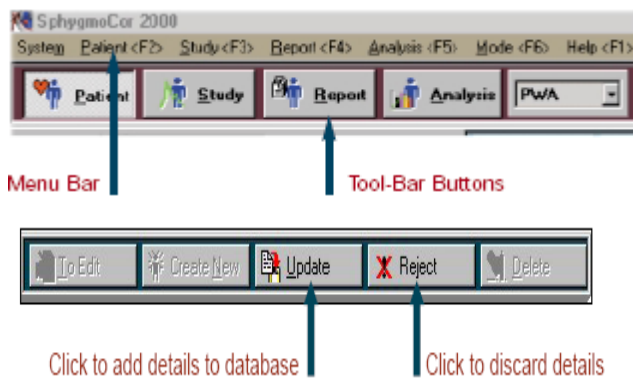 SphygmoCor 2000
System Patient <F2> Study <F3> Report <F4> Analysis <F5> Mode <F6> Help <F1>
Patient Study Report Analysis PWA
Menu Bar Tool-Bar Buttons
To Edit Create New Update Reject Delete
Click to add details to database Click to discard details